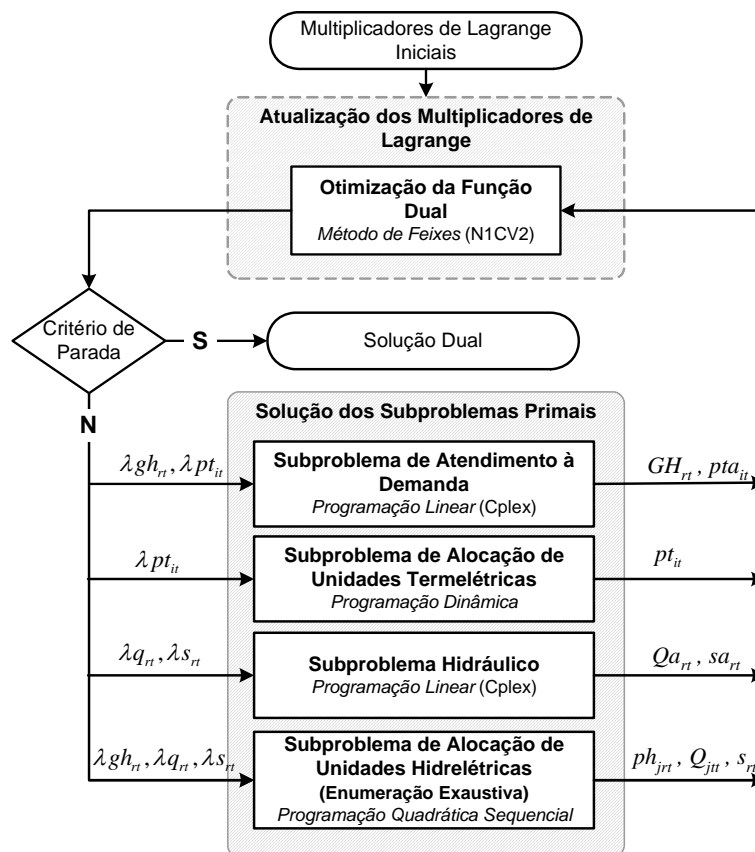 Multiplicadores de Lagrange
Iniciais
Atualização dos Multiplicadores de
Lagrange
Otimização da Função
Dual
Método de Feixes (N1CV2)
Critério de
Parada
S
Solução Dual
N
Solução dos Subproblemas Primais
λgh_rt, λpt_it
Subproblema de Atendimento à
Demanda
Programação Linear (Cplex)
GH_rt, pta_it
λpt_it
Subproblema de Alocação de
Unidades Termelétricas
Programação Dinâmica
pt_it
λq_rt, λs_rt
Subproblema Hidráulico
Programação Linear (Cplex)
Qa_rt, sa_rt
λgh_rt, λq_rt, λs_rt
Subproblema de Alocação de
Unidades Hidrelétricas
(Enumeração Exaustiva)
Programação Quadrática Sequencial
ph_jrt, Q_jtt, s_rt